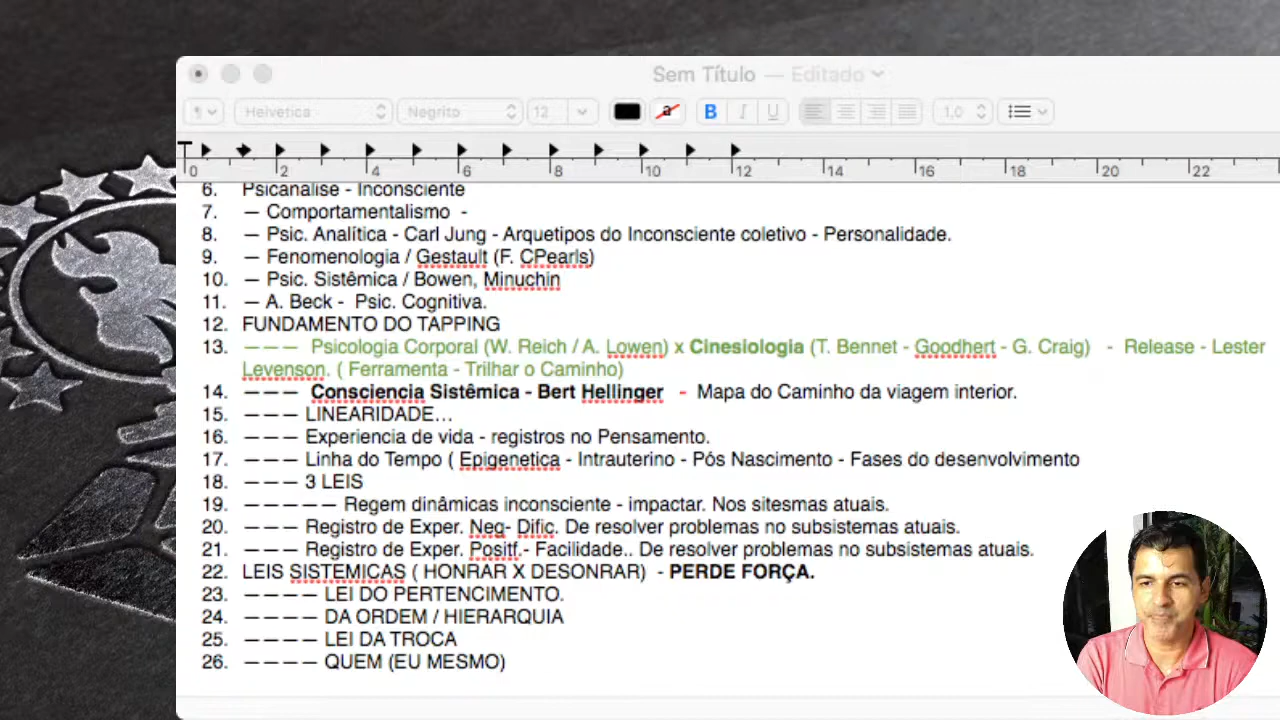 Sem Título — Editado
¶ Helvetica Negrito 12 a B I U 1,0
0 2 4 6 8 10 12 14 16 18 20 22
6. Psicanálise - Inconsciente
7. — Comportamentalismo -
8. — Psic. Analítica - Carl Jung - Arquetipos do Inconsciente coletivo - Personalidade.
9. — Fenomenologia / Gestault (F. CPearls)
10. — Psic. Sistêmica / Bowen, Minuchin
11. — A. Beck - Psic. Cognitiva.
12. FUNDAMENTO DO TAPPING
13. ——— Psicologia Corporal (W. Reich / A. Lowen) x Cinesiologia (T. Bennet - Goodhert - G. Craig) - Release - Lester
Levenson. ( Ferramenta - Trilhar o Caminho)
14. ——— Consciencia Sistêmica - Bert Hellinger - Mapa do Caminho da viagem interior.
15. ——— LINEARIDADE…
16. ——— Experiencia de vida - registros no Pensamento.
17. ——— Linha do Tempo ( Epigenetica - Intrauterino - Pós Nascimento - Fases do desenvolvimento
18. ——— 3 LEIS
19. ————— Regem dinâmicas inconsciente - impactar. Nos sitesmas atuais.
20. ——— Registro de Exper. Neg- Dific. De resolver problemas no subsistemas atuais.
21. ——— Registro de Exper. Positf.- Facilidade.. De resolver problemas no subsistemas atuais.
22. LEIS SISTEMICAS ( HONRAR X DESONRAR) - PERDE FORÇA.
23. ———— LEI DO PERTENCIMENTO.
24. ———— DA ORDEM / HIERARQUIA
25. ———— LEI DA TROCA
26. ———— QUEM (EU MESMO)